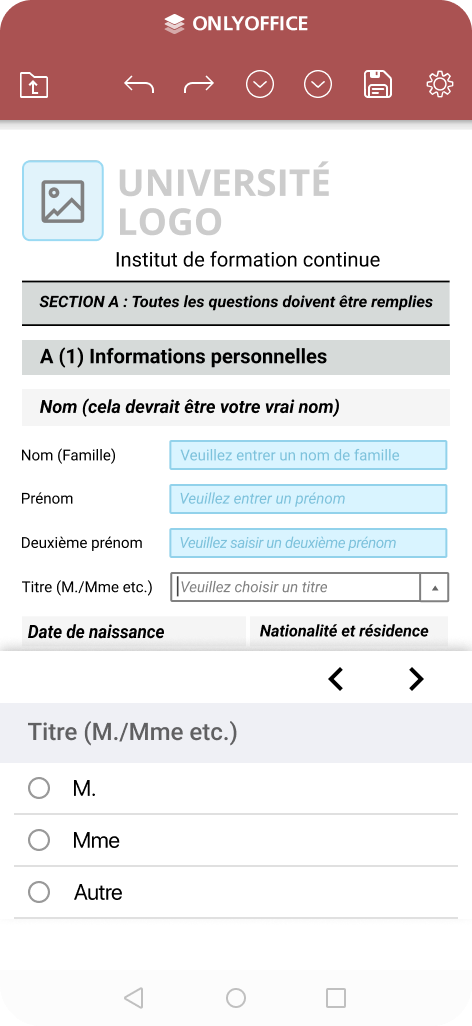 ONLYOFFICE
UNIVERSITÉ
LOGO
Institut de formation continue
SECTION A : Toutes les questions doivent être remplies
A (1) Informations personnelles
Nom (cela devrait être votre vrai nom)
Nom (Famille) Veuillez entrer un nom de famille
Prénom Veuillez entrer un prénom
Deuxième prénom Veuillez saisir un deuxième prénom
Titre (M./Mme etc.) Veuillez choisir un titre
Date de naissance Nationalité et résidence
Titre (M./Mme etc.)
M.
Mme
Autre